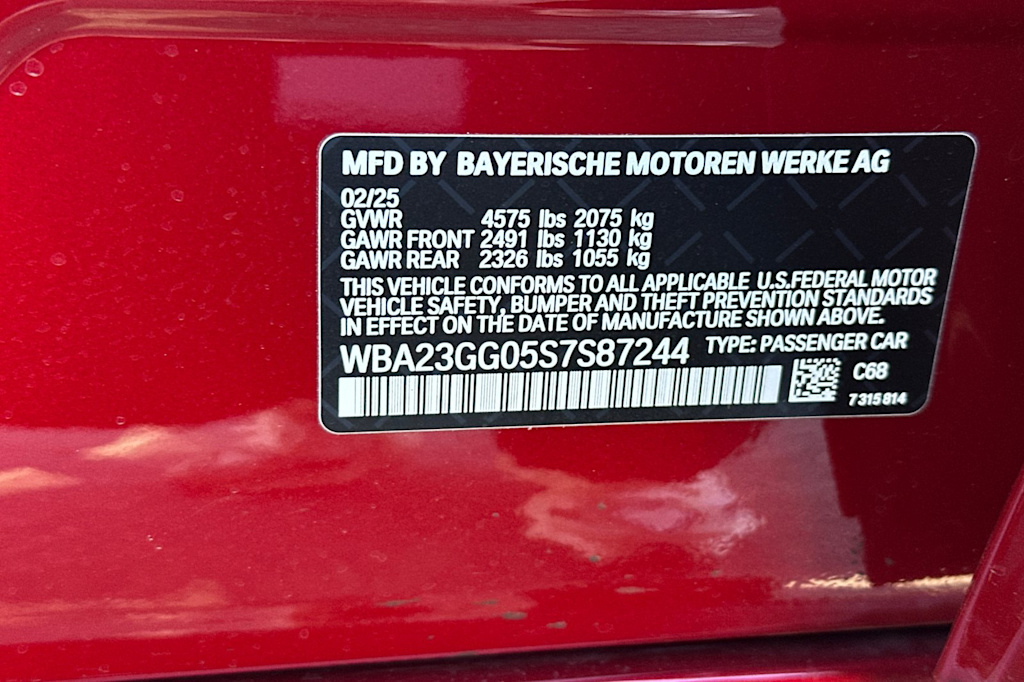 MFD BY BAYERISCHE MOTOREN WERKE AG
02/25
GVWR 4575 lbs 2075 kg
GAWR FRONT 2491 lbs 1130 kg
GAWR REAR 2326 lbs 1055 kg
THIS VEHICLE CONFORMS TO ALL APPLICABLE U.S.FEDERAL MOTOR
VEHICLE SAFETY, BUMPER AND THEFT PREVENTION STANDARDS
IN EFFECT ON THE DATE OF MANUFACTURE SHOWN ABOVE.
WBA23GG05S7S87244 TYPE: PASSENGER CAR
C68
7315814